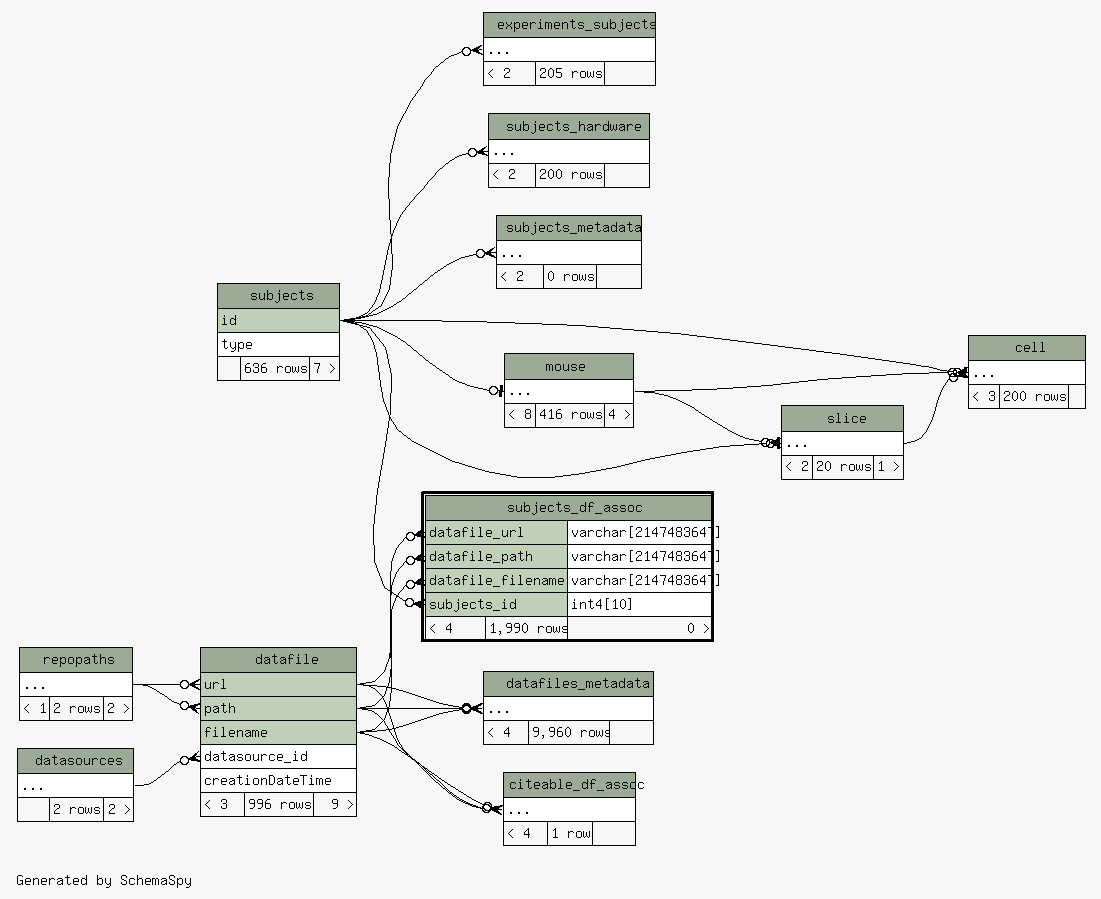 experiments_subjects
...
< 2 205 rows
subjects_hardware
...
< 2 200 rows
subjects_metadata
...
< 2 0 rows
subjects
id
type
636 rows 7 >
mouse
...
< 8 416 rows 4 >
cell
...
< 3 200 rows
slice
...
< 2 20 rows 1 >
subjects_df_assoc
datafile_url varchar[2147483647]
datafile_path varchar[2147483647]
datafile_filename varchar[2147483647]
subjects_id int4[10]
< 4 1,990 rows 0 >
repopaths
...
< 1 2 rows 2 >
datasources
...
2 rows 2 >
datafile
url
path
filename
datasource_id
creationDateTime
< 3 996 rows 9 >
datafiles_metadata
...
< 4 9,960 rows
citeable_df_assoc
...
< 4 1 row
Generated by SchemaSpy